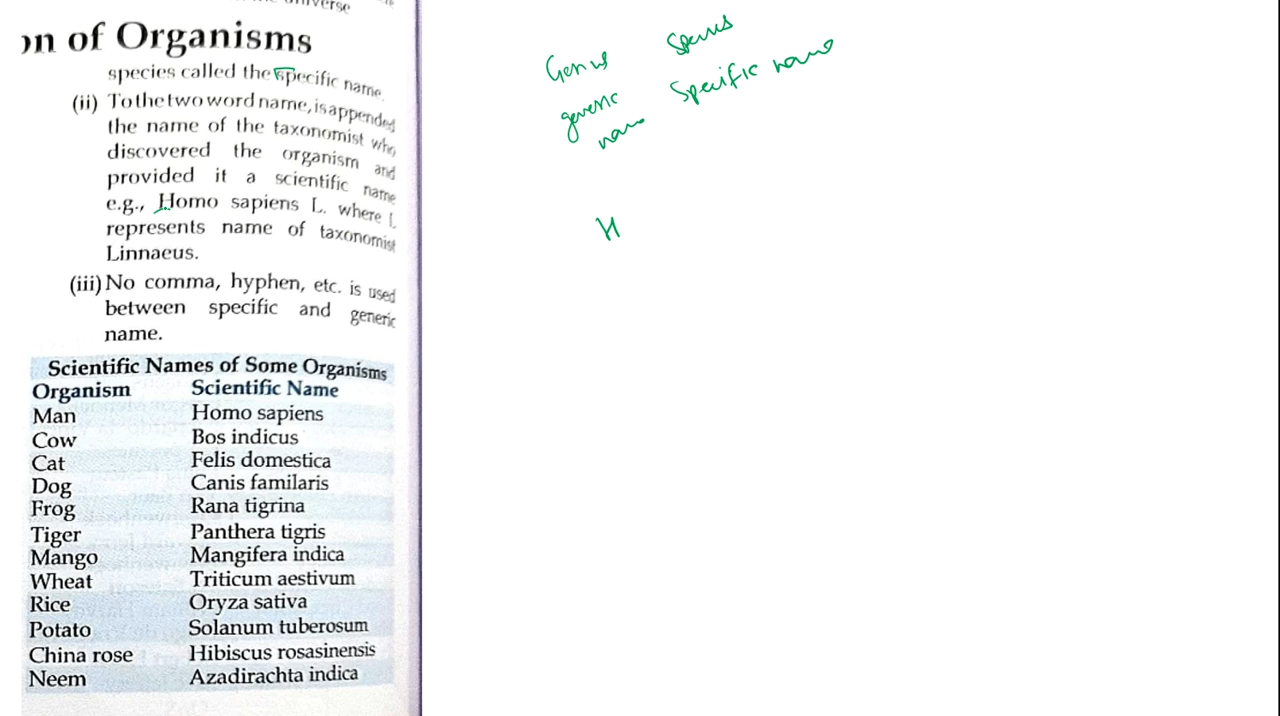 on of Organisms
species called the specific name.
(ii) To the two word name, is appended
the name of the taxonomist who
discovered the organism and
provided it a scientific name
e.g., Homo sapiens L. where L
represents name of taxonomist
Linnaeus.
(iii) No comma, hyphen, etc. is used
between specific and generic
name.
Scientific Names of Some Organisms
Organism Scientific Name
Man Homo sapiens
Cow Bos indicus
Cat Felis domestica
Dog Canis familaris
Frog Rana tigrina
Tiger Panthera tigris
Mango Mangifera indica
Wheat Triticum aestivum
Rice Oryza sativa
Potato Solanum tuberosum
China rose Hibiscus rosasinensis
Neem Azadirachta indica
Genus Species
generic Specific name
name
H